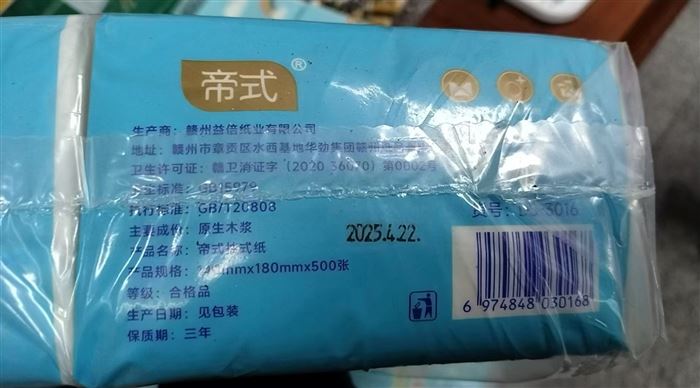 帝式®
生产商：赣州益倍纸业有限公司
地址：赣州市章贡区水西基地华劲集团赣州
卫生许可证：赣卫消证字（2020 36070）第0002号
卫生标准：GB15979
执行标准：GB/T20808
主要成份：原生木浆
产品名称：帝式抽式纸
产品规格：mmx180mmx500张
等级：合格品
生产日期：见包装
保质期：三年
2025.4.22.
货号：3016
6 974848 030168